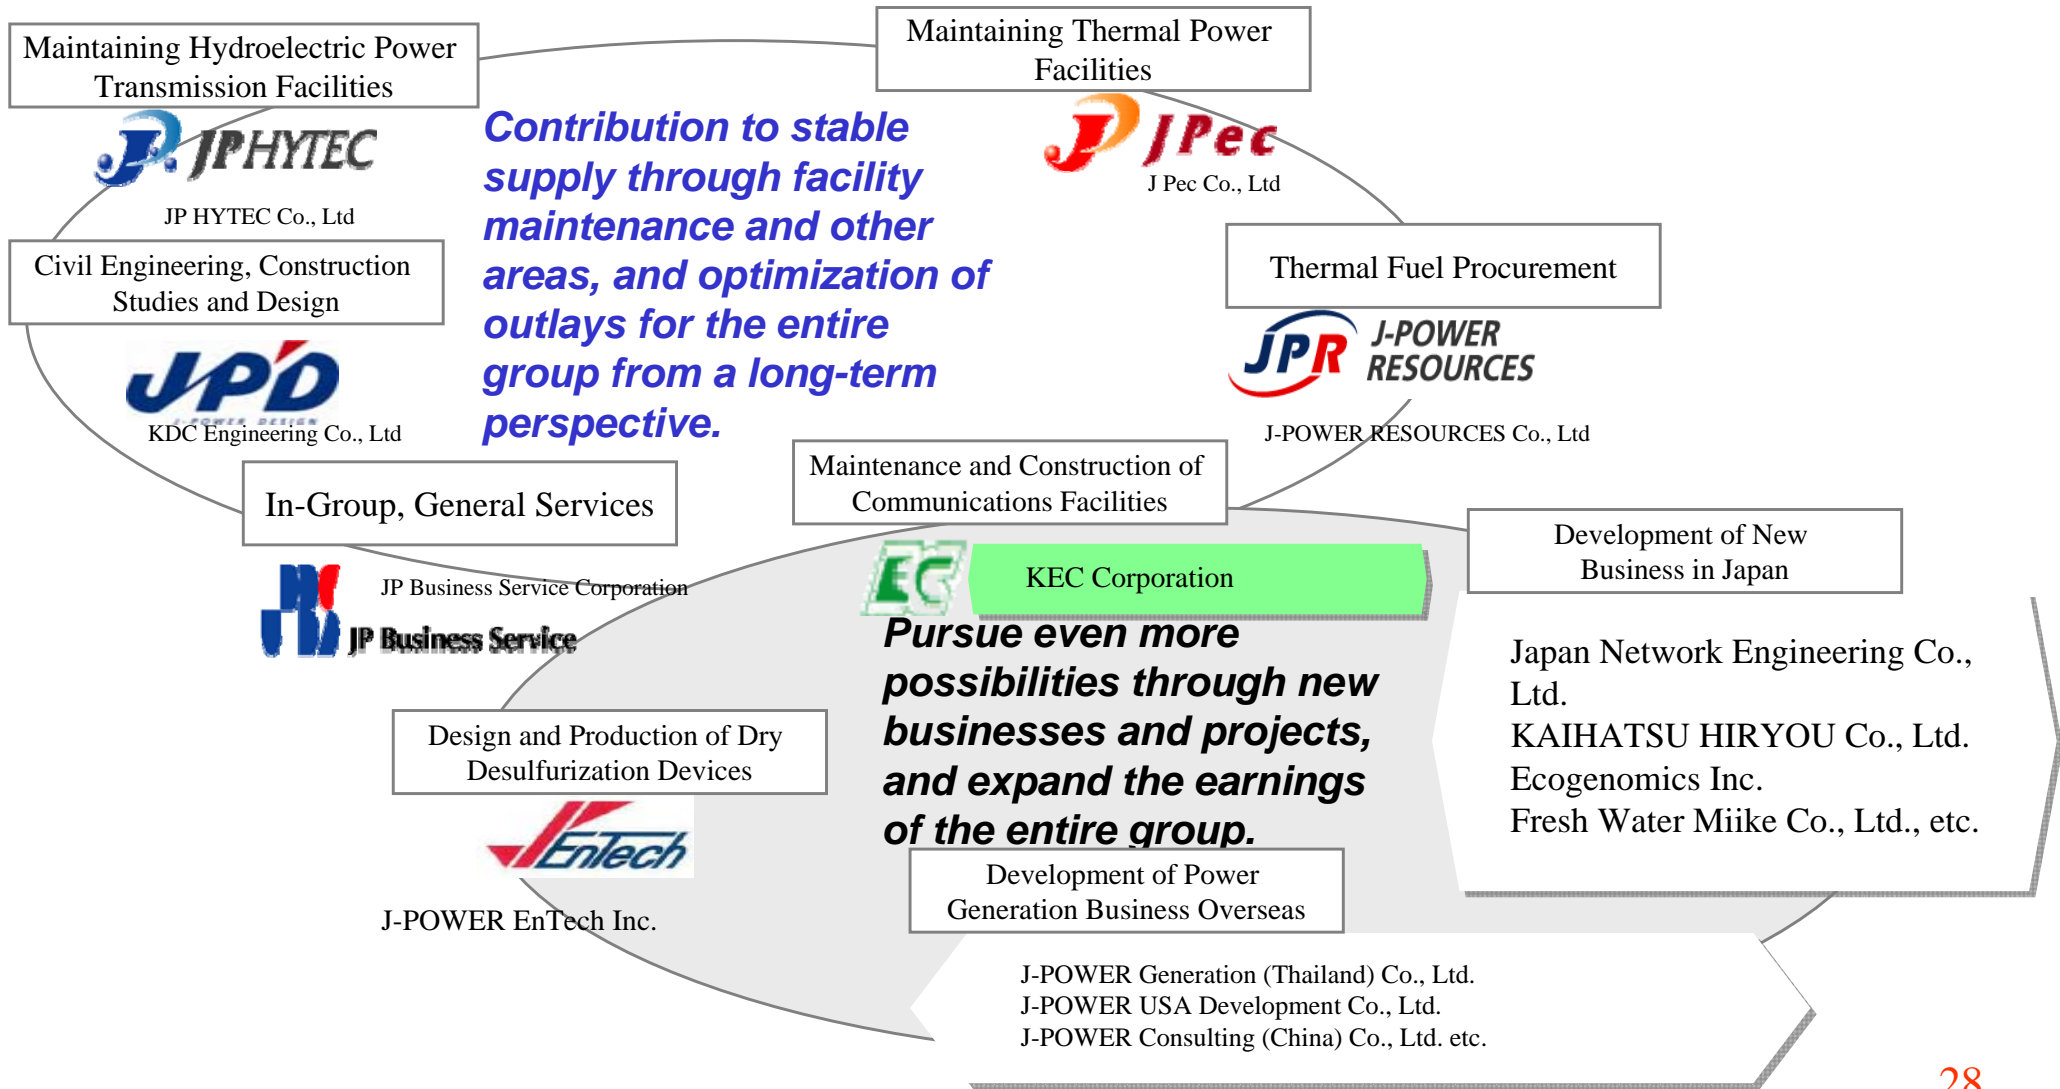 Maintaining Hydroelectric Power
Transmission Facilities
JPHYTEC
JP HYTEC Co., Ltd
Maintaining Thermal Power
Facilities
JPec
J Pec Co., Ltd
Contribution to stable
supply through facility
maintenance and other
areas, and optimization of
outlays for the entire
group from a long-term
perspective.
Civil Engineering, Construction
Studies and Design
JPD
J-POWER DESIGN
KDC Engineering Co., Ltd
Thermal Fuel Procurement
JPR J-POWER
RESOURCES
J-POWER RESOURCES Co., Ltd
In-Group, General Services
JP Business Service Corporation
JP Business Service
Maintenance and Construction of
Communications Facilities
EC
KEC Corporation
Pursue even more
possibilities through new
businesses and projects,
and expand the earnings
of the entire group.
Development of New
Business in Japan
Japan Network Engineering Co.,
Ltd.
KAIHATSU HIRYOU Co., Ltd.
Ecogenomics Inc.
Fresh Water Miike Co., Ltd., etc.
Design and Production of Dry
Desulfurization Devices
EnTech
J-POWER EnTech Inc.
Development of Power
Generation Business Overseas
J-POWER Generation (Thailand) Co., Ltd.
J-POWER USA Development Co., Ltd.
J-POWER Consulting (China) Co., Ltd. etc.
28